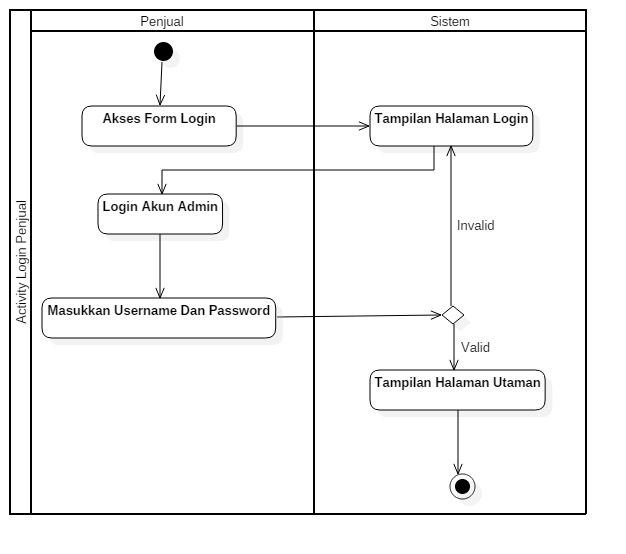 Activity Login Penjual
Penjual
Sistem
Akses Form Login
Tampilan Halaman Login
Login Akun Admin
Invalid
Masukkan Username Dan Password
Valid
Tampilan Halaman Utaman